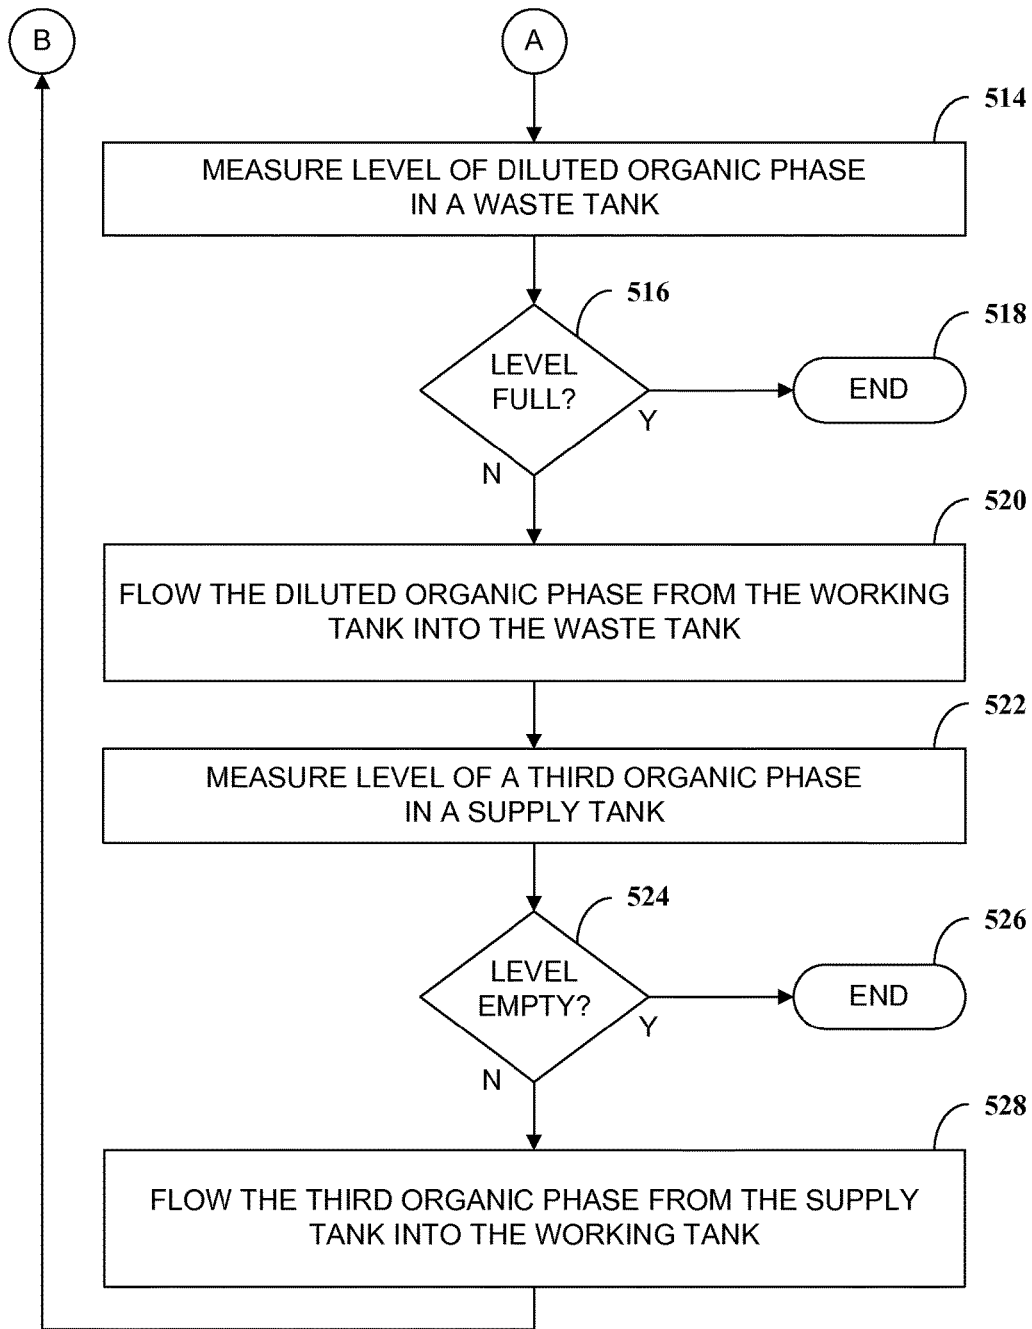 B
A
514
MEASURE LEVEL OF DILUTED ORGANIC PHASE
IN A WASTE TANK
516
518
LEVEL
FULL?
END
Y
N
520
FLOW THE DILUTED ORGANIC PHASE FROM THE WORKING
TANK INTO THE WASTE TANK
522
MEASURE LEVEL OF A THIRD ORGANIC PHASE
IN A SUPPLY TANK
524
526
LEVEL
EMPTY?
END
Y
N
528
FLOW THE THIRD ORGANIC PHASE FROM THE SUPPLY
TANK INTO THE WORKING TANK